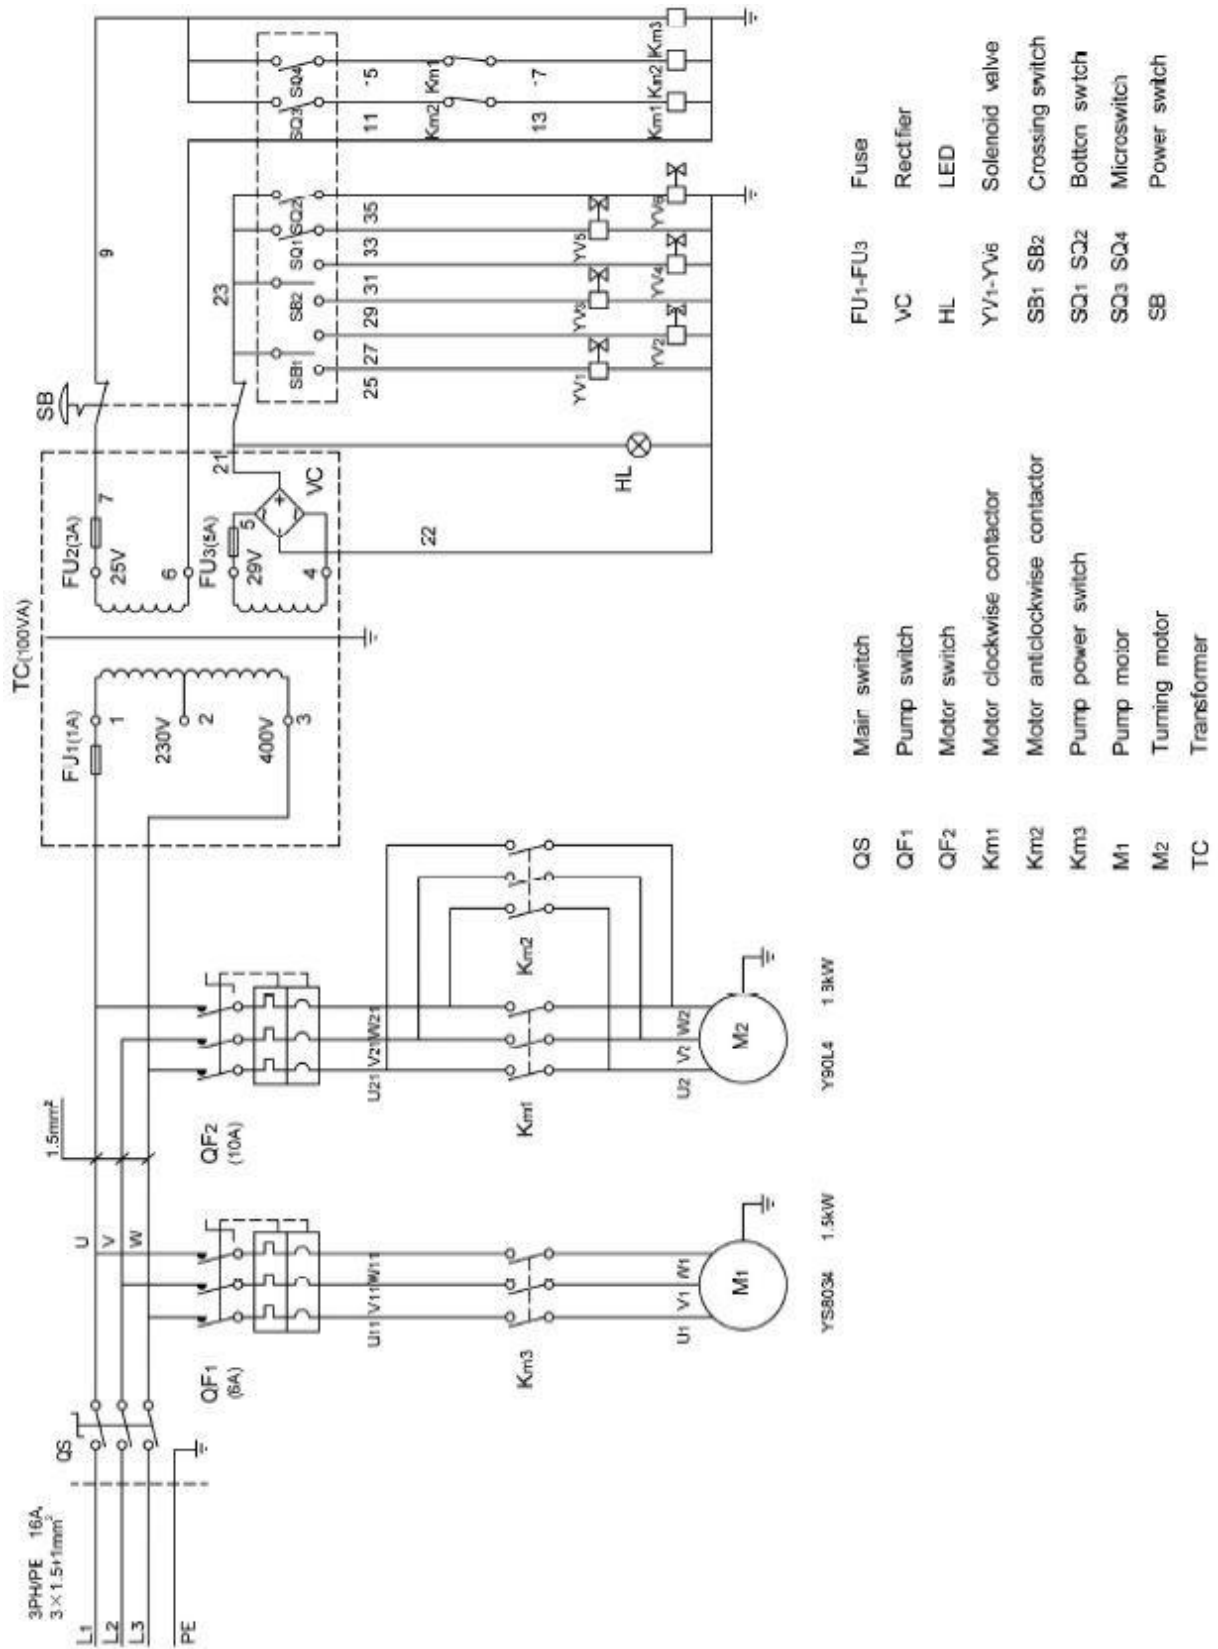 3PH/PE 16A,
3×1.5+1mm²
L1
L2
L3
PE
QS
U
V
W
1.5mm²
QF1
(6A)
U11 V11 W11
Km3
U1 V1 W1
M1
YS8034 1.5kW
QF2
(10A)
U21 V21 W21
Km1
Km2
U2 V2 W2
M2
Y90L4
TC(100VA)
FU1(1A)
1
230V
2
400V
3
FU2(3A)
25V
7
6
FU3(5A)
29V
5
4
VC
21
22
HL
SB
9
23
SB1
SB2
SQ1
SQ2
SQ3
SQ4
25
27
29
31
33
35
11
Km2
Km1
13
YV1
YV2
YV3
YV4
YV5
YV6
Km1
Km2
Km3
QS Main switch
QF1 Pump switch
QF2 Motor switch
Km1 Motor clockwise contactor
Km2 Motor anticlockwise contactor
Km3 Pump power switch
M1 Pump motor
M2 Turning motor
TC Transformer
FU1-FU3 Fuse
VC Rectifier
HL LED
YV1-YV6 Solenoid valve
SB1 SB2 Crossing switch
SQ1 SQ2 Botton swtch
SQ3 SQ4 Microswitch
SB Power switch